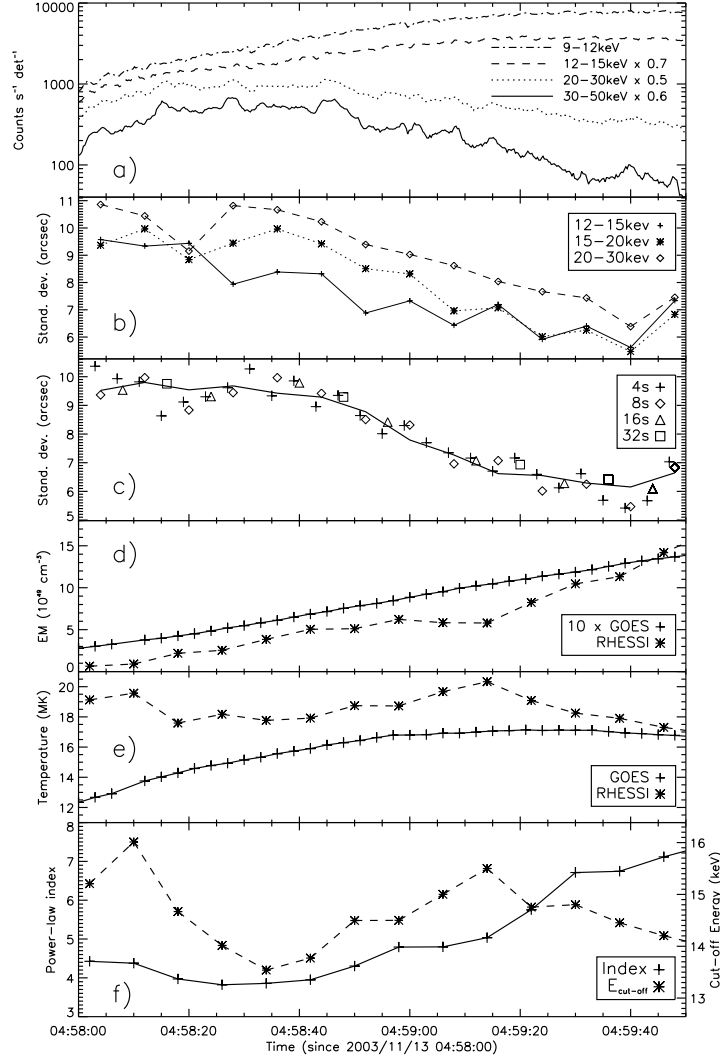 10000
1000
100
Counts s⁻¹ det⁻¹
9-12keV
12-15keV x 0.7
20-30keV x 0.5
30-50keV x 0.6
a)
11
10
9
8
7
6
Stand. dev. (arcsec)
12-15kev
15-20kev
20-30kev
b)
10
9
8
7
6
5
Stand. dev. (arcsec)
4s
8s
16s
32s
c)
15
10
5
0
EM (10⁴⁹ cm⁻³)
d)
10 x GOES
RHESSI
20
18
16
14
12
Temperature (MK)
e)
GOES
RHESSI
8
7
6
5
4
3
Power-law index
16
15
14
13
Cut-off Energy (keV)
Index
E cut-off
f)
04:58:00 04:58:20 04:58:40 04:59:00 04:59:20 04:59:40
Time (since 2003/11/13 04:58:00)